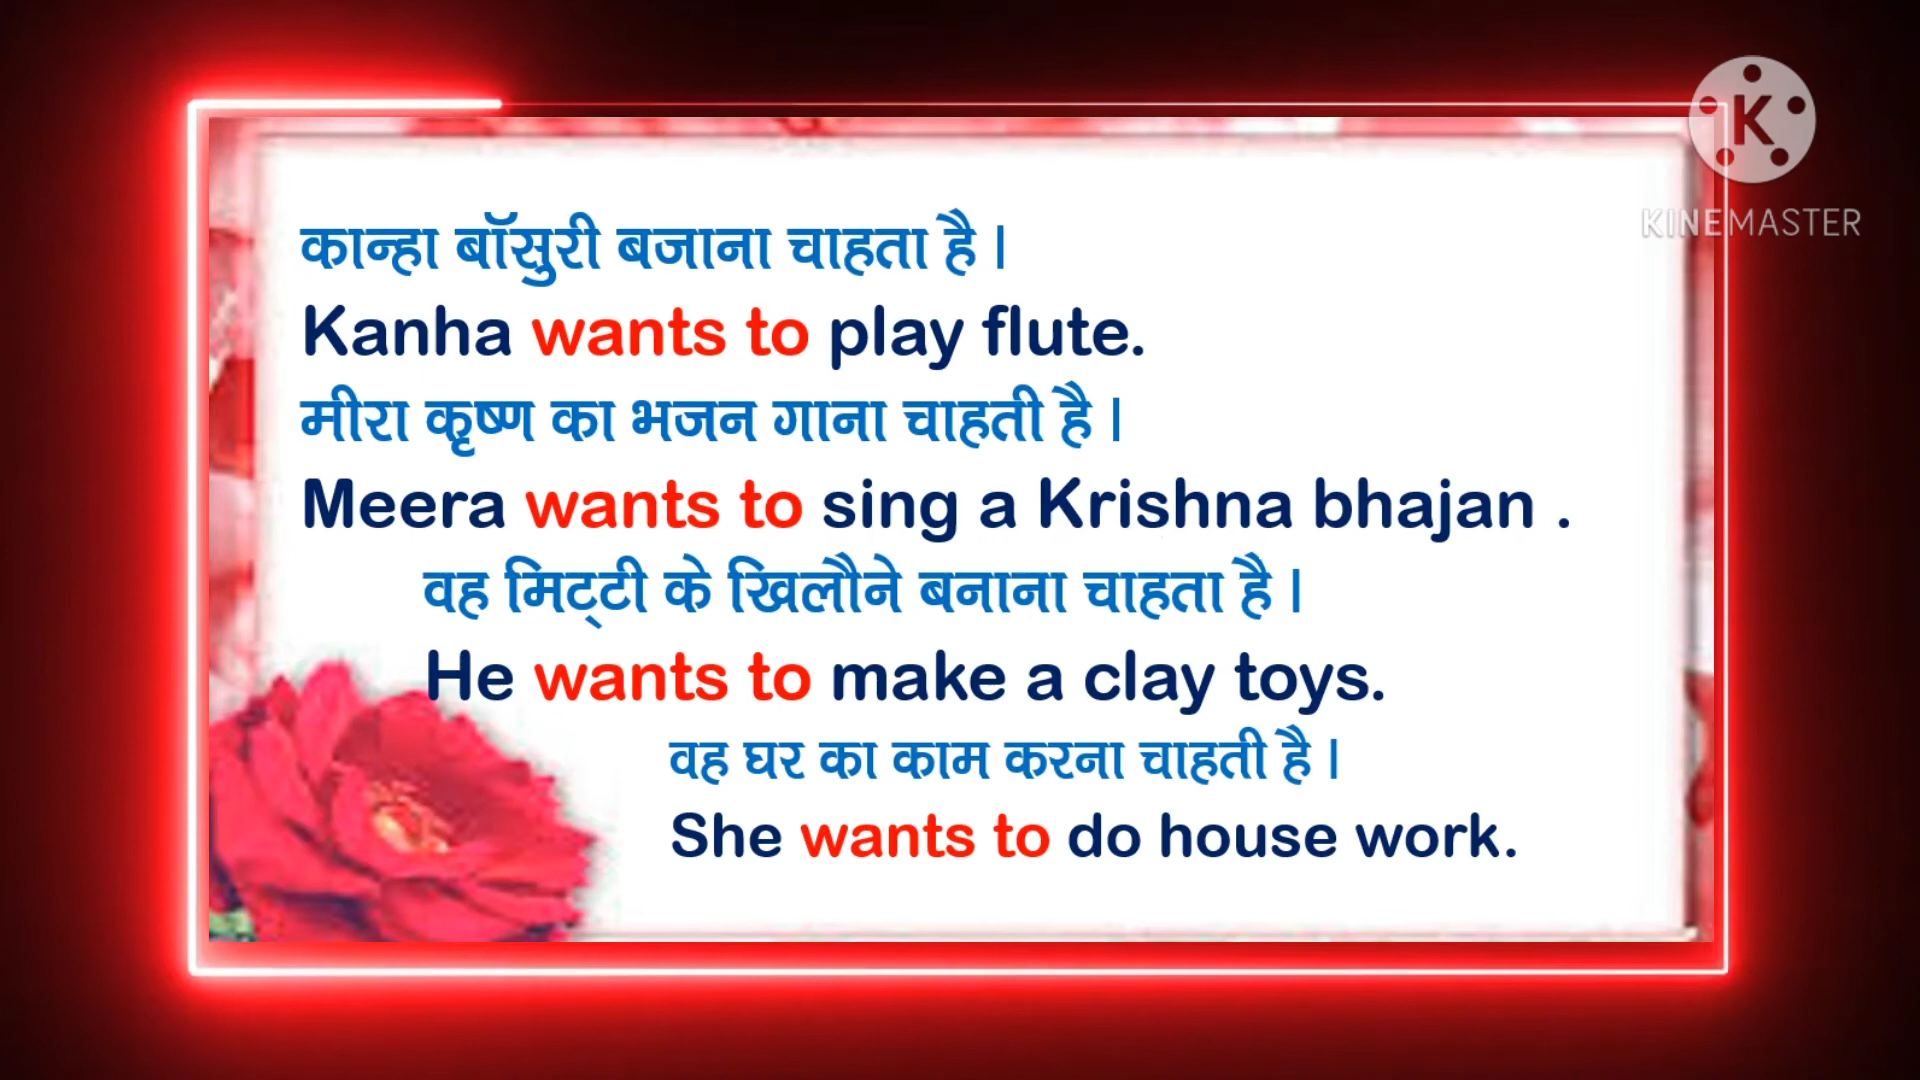 कान्हा बॉसुरी बजाना चाहता है।
Kanha wants to play flute.
मीरा कृष्ण का भजन गाना चाहती है।
Meera wants to sing a Krishna bhajan .
वह मिट्‌टी के खिलौने बनाना चाहता है।
He wants to make a clay toys.
वह घर का काम करना चाहती है।
She wants to do house work.
K
KINEMASTER